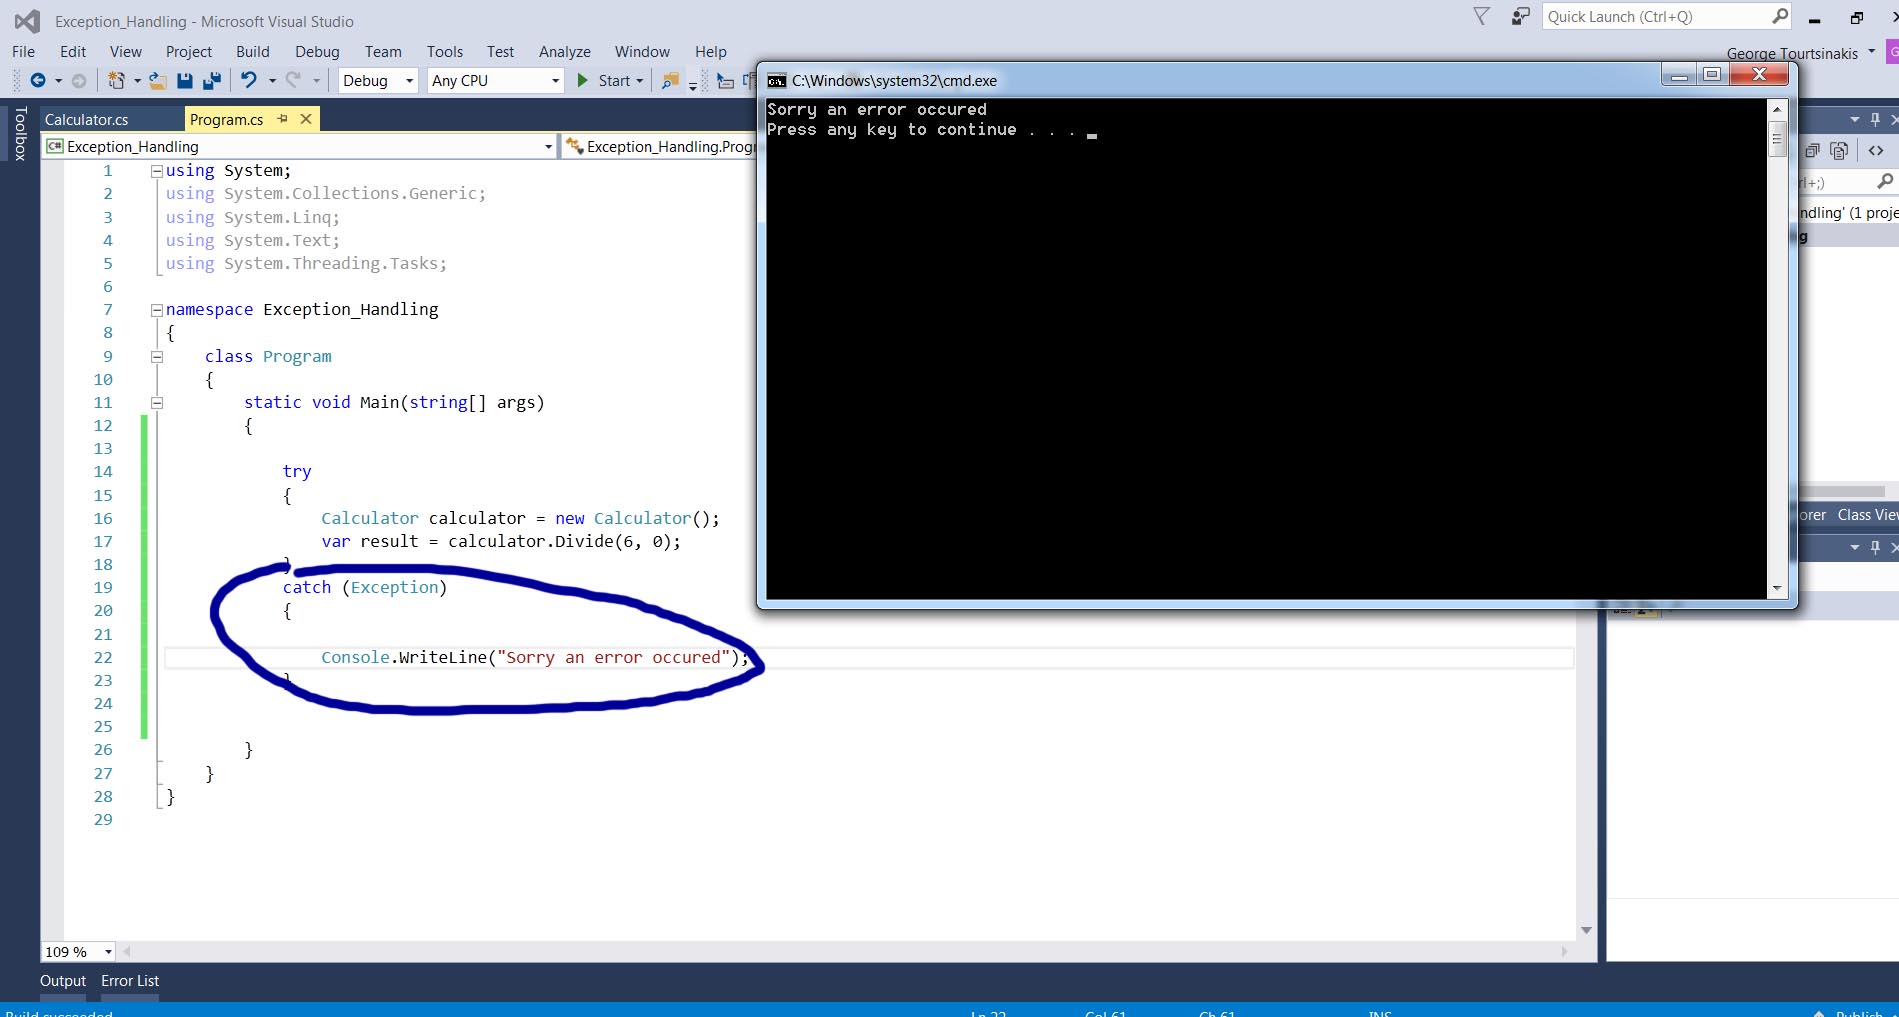 Exception_Handling - Microsoft Visual Studio
Quick Launch (Ctrl+Q)
File Edit View Project Build Debug Team Tools Test Analyze Window Help
George Tourtsinakis
Debug Any CPU Start
C:\Windows\system32\cmd.exe
Sorry an error occured
Press any key to continue . . . _
Toolbox
Calculator.cs Program.cs
Exception_Handling Exception_Handling.Progr
1 using System;
2 using System.Collections.Generic;
3 using System.Linq;
4 using System.Text;
5 using System.Threading.Tasks;
6
7 namespace Exception_Handling
8 {
9 class Program
10 {
11 static void Main(string[] args)
12 {
13
14 try
15 {
16 Calculator calculator = new Calculator();
17 var result = calculator.Divide(6, 0);
18 }
19 catch (Exception)
20 {
21
22 Console.WriteLine("Sorry an error occured");
23 }
24
25
26 }
27 }
28 }
29
rl+;)
ndling' (1 proje
g
orer Class View
109 %
Output Error List
Build succeeded
Ln 22 Col 61 Ch 61 INS Publish